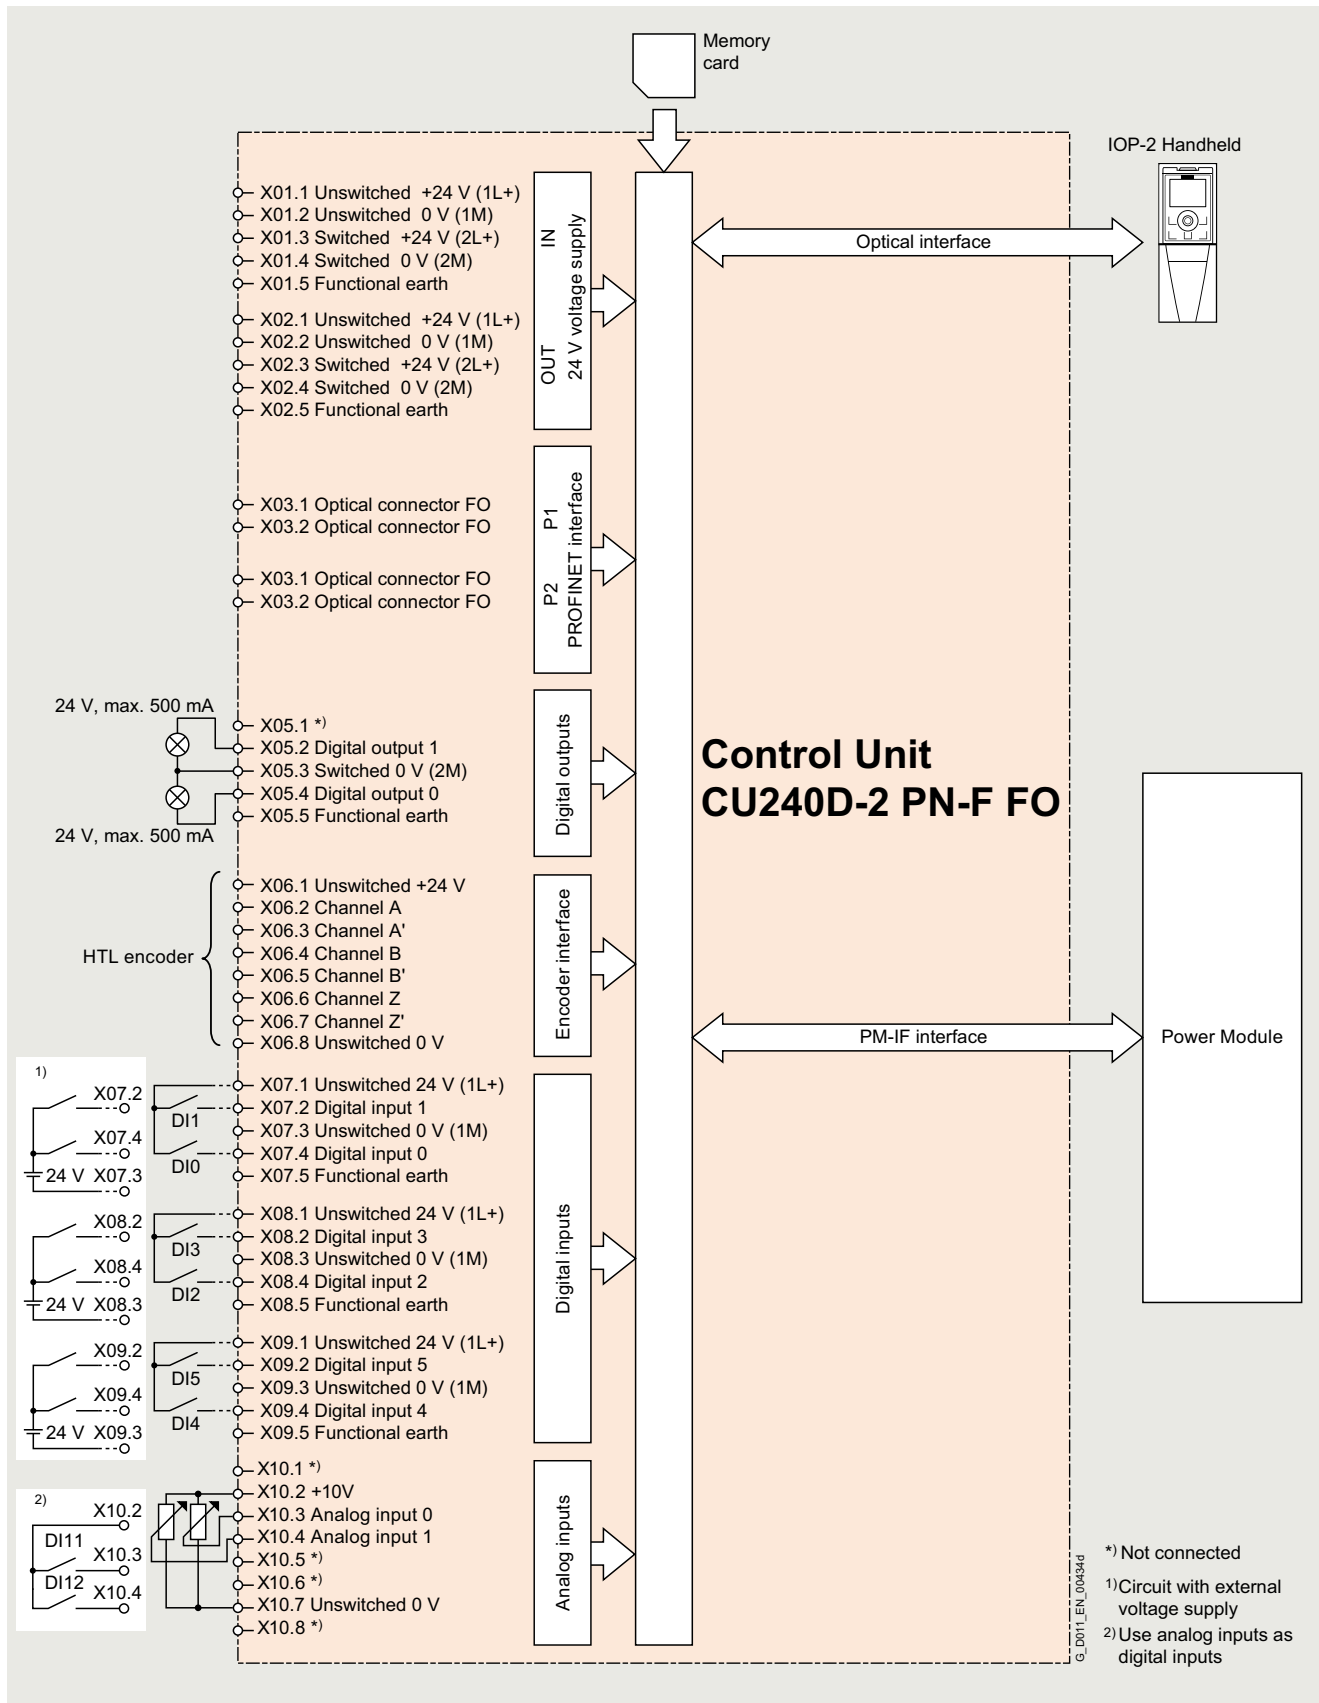 Memory
card
IOP-2 Handheld
X01.1 Unswitched +24 V (1L+)
X01.2 Unswitched 0 V (1M)
X01.3 Switched +24 V (2L+)
X01.4 Switched 0 V (2M)
X01.5 Functional earth
X02.1 Unswitched +24 V (1L+)
X02.2 Unswitched 0 V (1M)
X02.3 Switched +24 V (2L+)
X02.4 Switched 0 V (2M)
X02.5 Functional earth
OUT IN
24 V voltage supply
Optical interface
X03.1 Optical connector FO
X03.2 Optical connector FO
X03.1 Optical connector FO
X03.2 Optical connector FO
P2 P1
PROFINET interface
24 V, max. 500 mA
24 V, max. 500 mA
X05.1 *)
X05.2 Digital output 1
X05.3 Switched 0 V (2M)
X05.4 Digital output 0
X05.5 Functional earth
Digital outputs
Control Unit
CU240D-2 PN-F FO
HTL encoder
X06.1 Unswitched +24 V
X06.2 Channel A
X06.3 Channel A'
X06.4 Channel B
X06.5 Channel B'
X06.6 Channel Z
X06.7 Channel Z'
X06.8 Unswitched 0 V
Encoder interface
PM-IF interface
Power Module
1)
X07.2
X07.4
24 V X07.3
DI1
DI0
X07.1 Unswitched 24 V (1L+)
X07.2 Digital input 1
X07.3 Unswitched 0 V (1M)
X07.4 Digital input 0
X07.5 Functional earth
X08.2
X08.4
24 V X08.3
DI3
DI2
X08.1 Unswitched 24 V (1L+)
X08.2 Digital input 3
X08.3 Unswitched 0 V (1M)
X08.4 Digital input 2
X08.5 Functional earth
Digital inputs
X09.2
X09.4
24 V X09.3
DI5
DI4
X09.1 Unswitched 24 V (1L+)
X09.2 Digital input 5
X09.3 Unswitched 0 V (1M)
X09.4 Digital input 4
X09.5 Functional earth
2)
X10.2
DI11
X10.3
DI12
X10.4
X10.1 *)
X10.2 +10V
X10.3 Analog input 0
X10.4 Analog input 1
X10.5 *)
X10.6 *)
X10.7 Unswitched 0 V
X10.8 *)
Analog inputs
G_D011_EN_00434d
*) Not connected
1) Circuit with external
voltage supply
2) Use analog inputs as
digital inputs